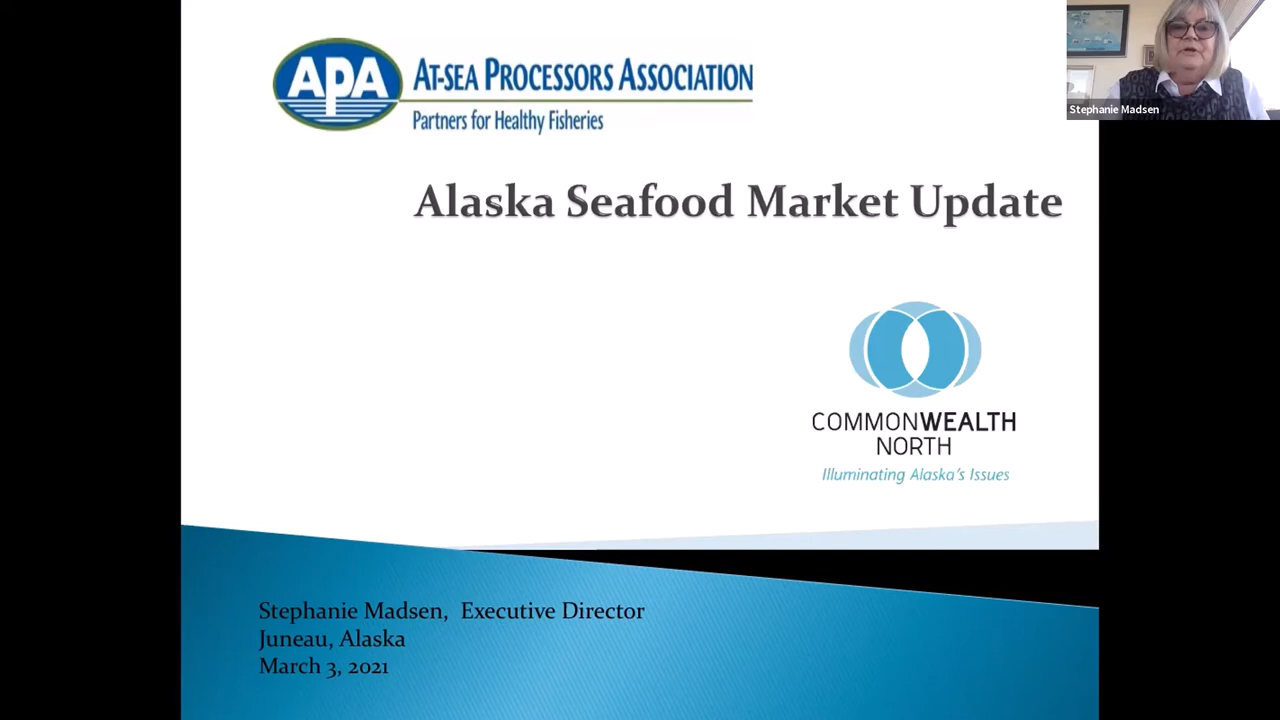 APA
AT-SEA PROCESSORS ASSOCIATION
Partners for Healthy Fisheries
Stephanie Madsen
Alaska Seafood Market Update
COMMONWEALTH
NORTH
Illuminating Alaska's Issues
Stephanie Madsen,  Executive Director
Juneau, Alaska
March 3, 2021